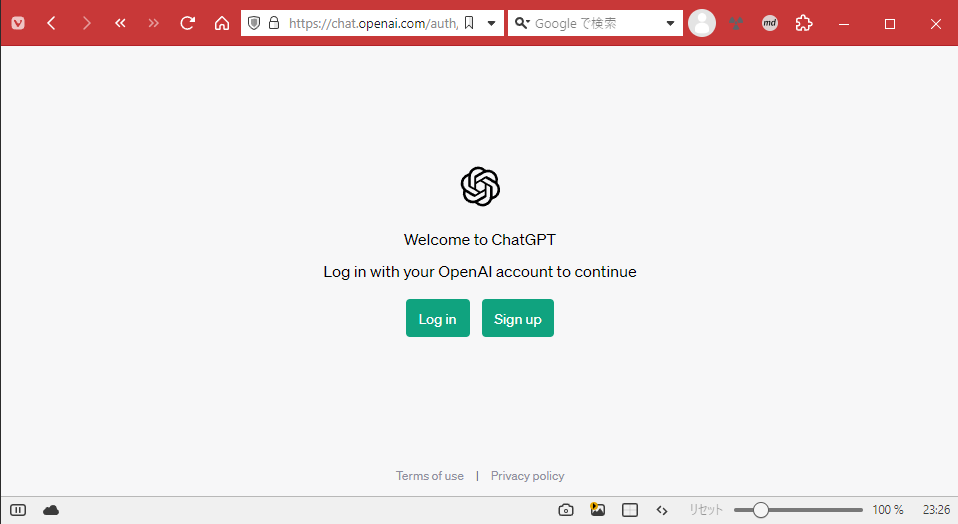 https://chat.openai.com/auth/
Google で検索
md
Welcome to ChatGPT
Log in with your OpenAI account to continue
Log in
Sign up
Terms of use | Privacy policy
リセット
100 %
23:26